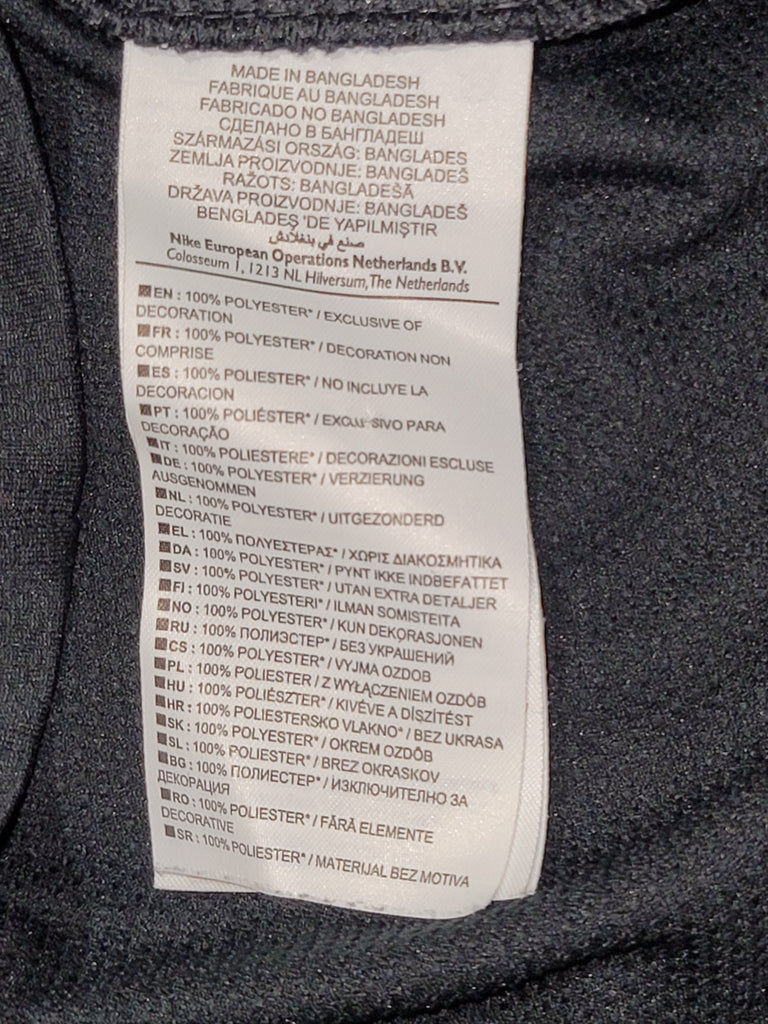 MADE IN BANGLADESH
FABRIQUE AU BANGLADESH
FABRICADO NO BANGLADESH
СДЕЛАНО В БАНГЛАДЕШ
SZÁRMAZÁSI ORSZÁG: BANGLADES
ZEMLJA PROIZVODNJE: BANGLADEŠ
RAŽOTS: BANGLADEŠĀ
DRŽAVA PROIZVODNJE: BANGLADEŠ
BENGLADEŞ 'DE YAPILMIŞTIR
صنع في بنغلادش
Nike European Operations Netherlands B.V.
Colosseum 1, 1213 NL Hilversum, The Netherlands
EN : 100% POLYESTER* / EXCLUSIVE OF
DECORATION
FR : 100% POLYESTER* / DECORATION NON
COMPRISE
ES : 100% POLIESTER* / NO INCLUYE LA
DECORACION
PT : 100% POLIÉSTER* / EXCLUSIVO PARA
DECORAÇÃO
IT : 100% POLIESTERE* / DECORAZIONI ESCLUSE
DE : 100% POLYESTER* / VERZIERUNG
AUSGENOMMEN
NL : 100% POLYESTER* / UITGEZONDERD
DECORATIE
EL : 100% ΠΟΛΥΕΣΤΕΡΑΣ* / ΧΩΡΙΣ ΔΙΑΚΟΣΜΗΤΙΚΑ
DA : 100% POLYESTER* / PYNT IKKE INDBEFATTET
SV : 100% POLYESTER* / UTAN EXTRA DETALJER
FI : 100% POLYESTERI* / ILMAN SOMISTEITA
NO : 100% POLYESTER* / KUN DEKORASJONEN
RU : 100% ПОЛИЭСТЕР* / БЕЗ УКРАШЕНИЙ
CS : 100% POLYESTER* / VYJMA OZDOB
PL : 100% POLIESTER / Z WYŁĄCZENIEM OZDÓB
HU : 100% POLIÉSZTER* / KIVÉVE A DÍSZÍTÉST
HR : 100% POLIESTERSKO VLAKNO* / BEZ UKRASA
SK : 100% POLYESTER* / OKREM OZDÔB
SL : 100% POLIESTER* / BREZ OKRASKOV
BG : 100% ПОЛИЕСТЕР* / ИЗКЛЮЧИТЕЛНО ЗА
ДЕКОРАЦИЯ
RO : 100% POLIESTER* / FĂRĂ ELEMENTE
DECORATIVE
SR : 100% POLIESTER* / MATERIJAL BEZ MOTIVA